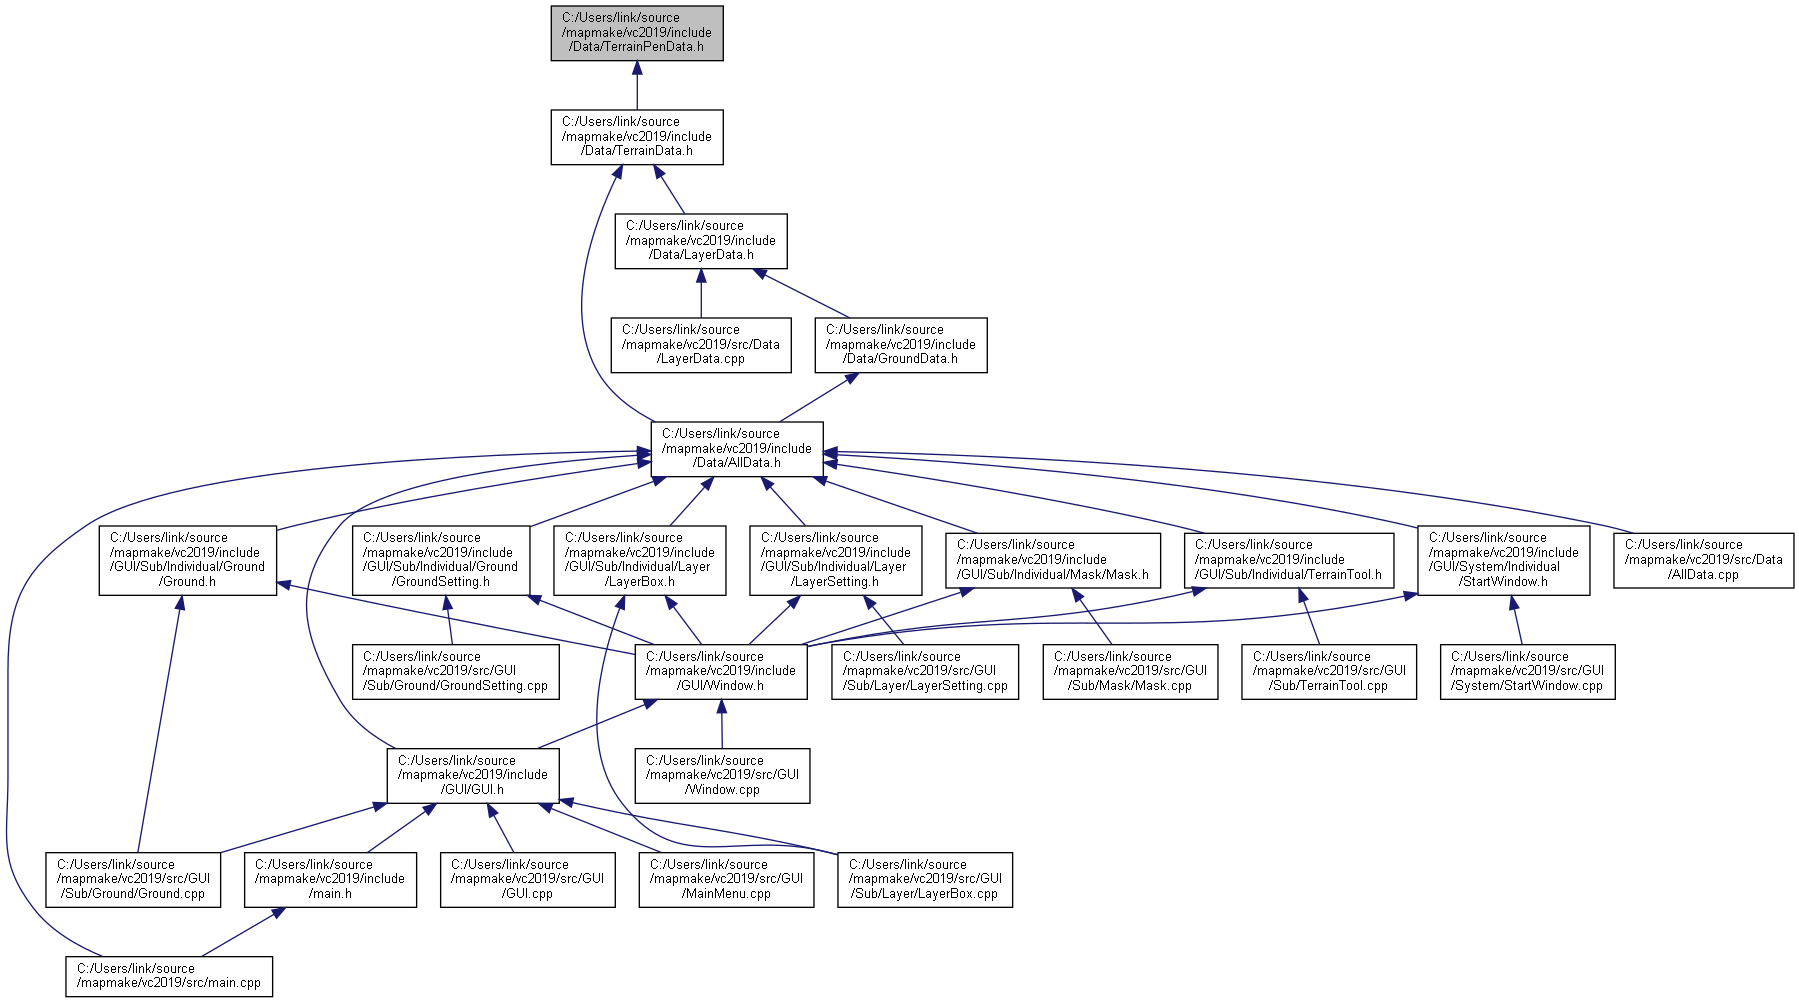 C:/Users/link/source
/mapmake/vc2019/include
/Data/TerrainPenData.h
C:/Users/link/source
/mapmake/vc2019/include
/Data/TerrainData.h
C:/Users/link/source
/mapmake/vc2019/include
/Data/LayerData.h
C:/Users/link/source
/mapmake/vc2019/src/Data
/LayerData.cpp
C:/Users/link/source
/mapmake/vc2019/include
/Data/GroundData.h
C:/Users/link/source
/mapmake/vc2019/include
/Data/AllData.h
C:/Users/link/source
/mapmake/vc2019/include
/GUI/Sub/Individual/Ground
/Ground.h
C:/Users/link/source
/mapmake/vc2019/include
/GUI/Sub/Individual/Ground
/GroundSetting.h
C:/Users/link/source
/mapmake/vc2019/include
/GUI/Sub/Individual/Layer
/LayerBox.h
C:/Users/link/source
/mapmake/vc2019/include
/GUI/Sub/Individual/Layer
/LayerSetting.h
C:/Users/link/source
/mapmake/vc2019/include
/GUI/Sub/Individual/Mask/Mask.h
C:/Users/link/source
/mapmake/vc2019/include
/GUI/Sub/Individual/TerrainTool.h
C:/Users/link/source
/mapmake/vc2019/include
/GUI/System/Individual
/StartWindow.h
C:/Users/link/source
/mapmake/vc2019/src/Data
/AllData.cpp
C:/Users/link/source
/mapmake/vc2019/src/GUI
/Sub/Ground/GroundSetting.cpp
C:/Users/link/source
/mapmake/vc2019/include
/GUI/Window.h
C:/Users/link/source
/mapmake/vc2019/src/GUI
/Sub/Layer/LayerSetting.cpp
C:/Users/link/source
/mapmake/vc2019/src/GUI
/Sub/Mask/Mask.cpp
C:/Users/link/source
/mapmake/vc2019/src/GUI
/Sub/TerrainTool.cpp
C:/Users/link/source
/mapmake/vc2019/src/GUI
/System/StartWindow.cpp
C:/Users/link/source
/mapmake/vc2019/include
/GUI/GUI.h
C:/Users/link/source
/mapmake/vc2019/src/GUI
/Window.cpp
C:/Users/link/source
/mapmake/vc2019/src/GUI
/Sub/Ground/Ground.cpp
C:/Users/link/source
/mapmake/vc2019/include
/main.h
C:/Users/link/source
/mapmake/vc2019/src/GUI
/GUI.cpp
C:/Users/link/source
/mapmake/vc2019/src/GUI
/MainMenu.cpp
C:/Users/link/source
/mapmake/vc2019/src/GUI
/Sub/Layer/LayerBox.cpp
C:/Users/link/source
/mapmake/vc2019/src/main.cpp